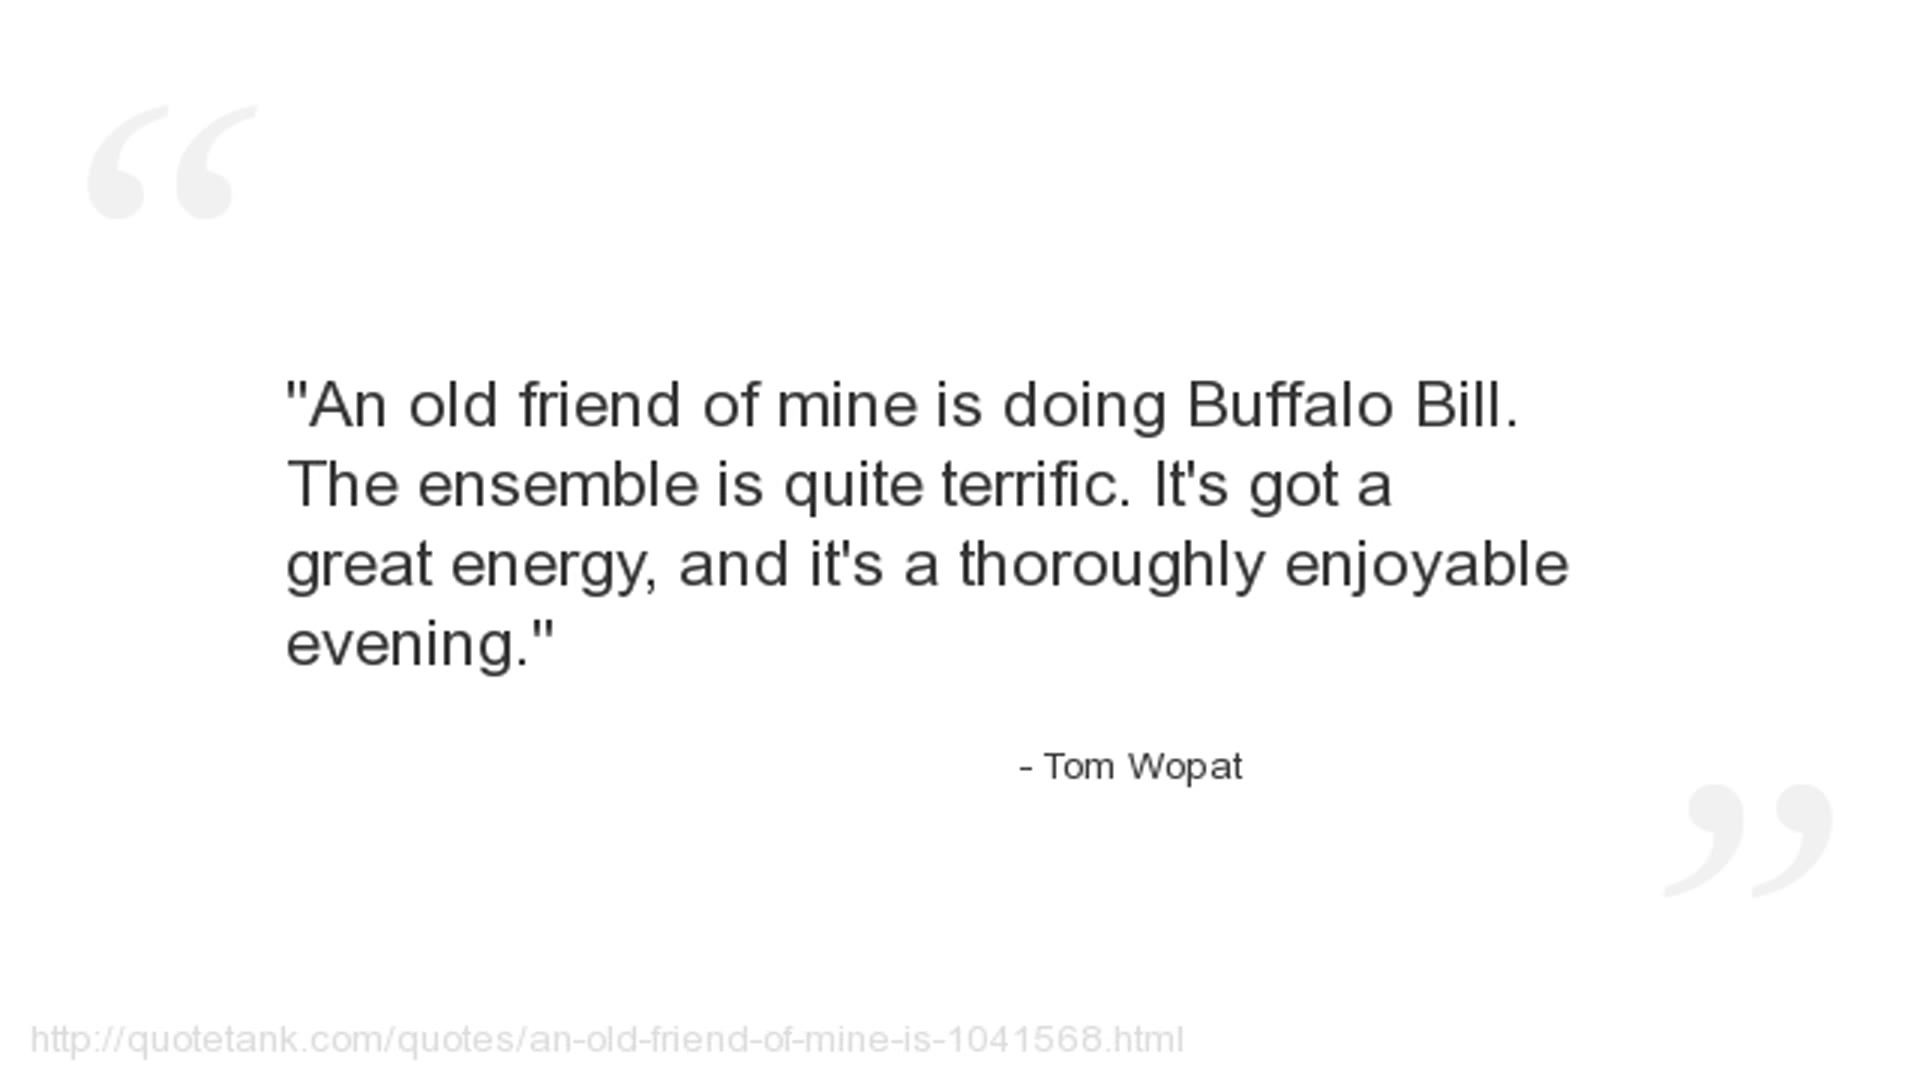 "An old friend of mine is doing Buffalo Bill.
The ensemble is quite terrific. It's got a
great energy, and it's a thoroughly enjoyable
evening."
- Tom Wopat
http://quotetank.com/quotes/an-old-friend-of-mine-is-1041568.html